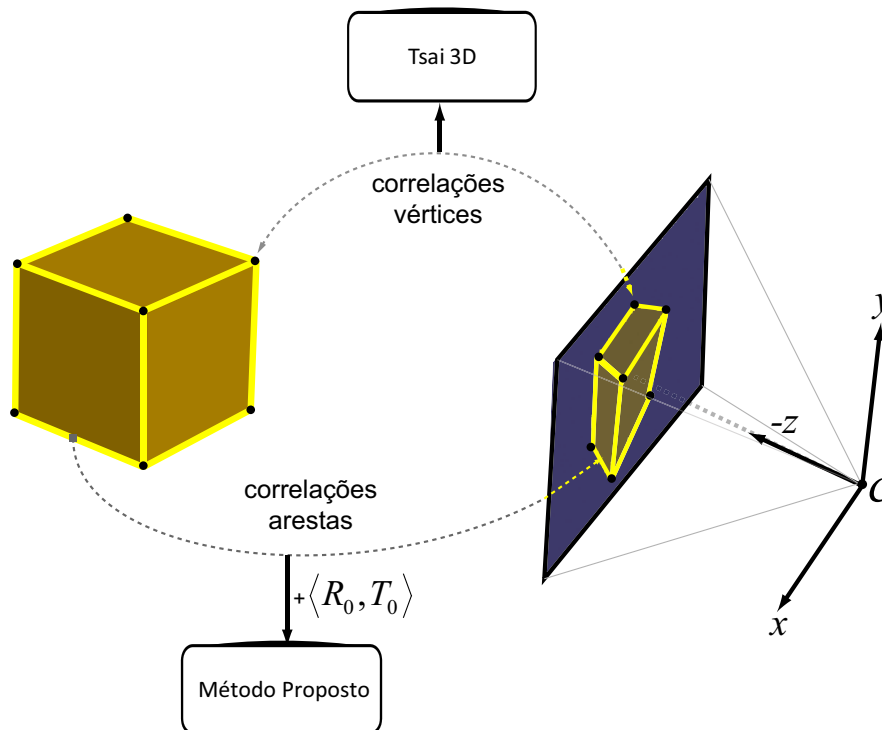 Tsai 3D
correlações
vértices
y
-z
C
x
correlações
arestas
+⟨R₀,T₀⟩
Método Proposto